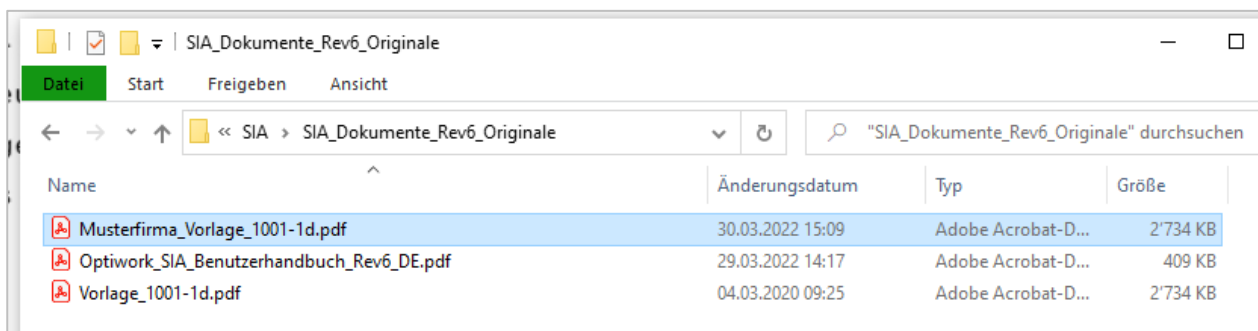 SIA_Dokumente_Rev6_Originale
Datei Start Freigeben Ansicht
« SIA › SIA_Dokumente_Rev6_Originale "SIA_Dokumente_Rev6_Originale" durchsuchen
Name Änderungsdatum Typ Größe
Musterfirma_Vorlage_1001-1d.pdf 30.03.2022 15:09 Adobe Acrobat-D... 2'734 KB
Optiwork_SIA_Benutzerhandbuch_Rev6_DE.pdf 29.03.2022 14:17 Adobe Acrobat-D... 409 KB
Vorlage_1001-1d.pdf 04.03.2020 09:25 Adobe Acrobat-D... 2'734 KB